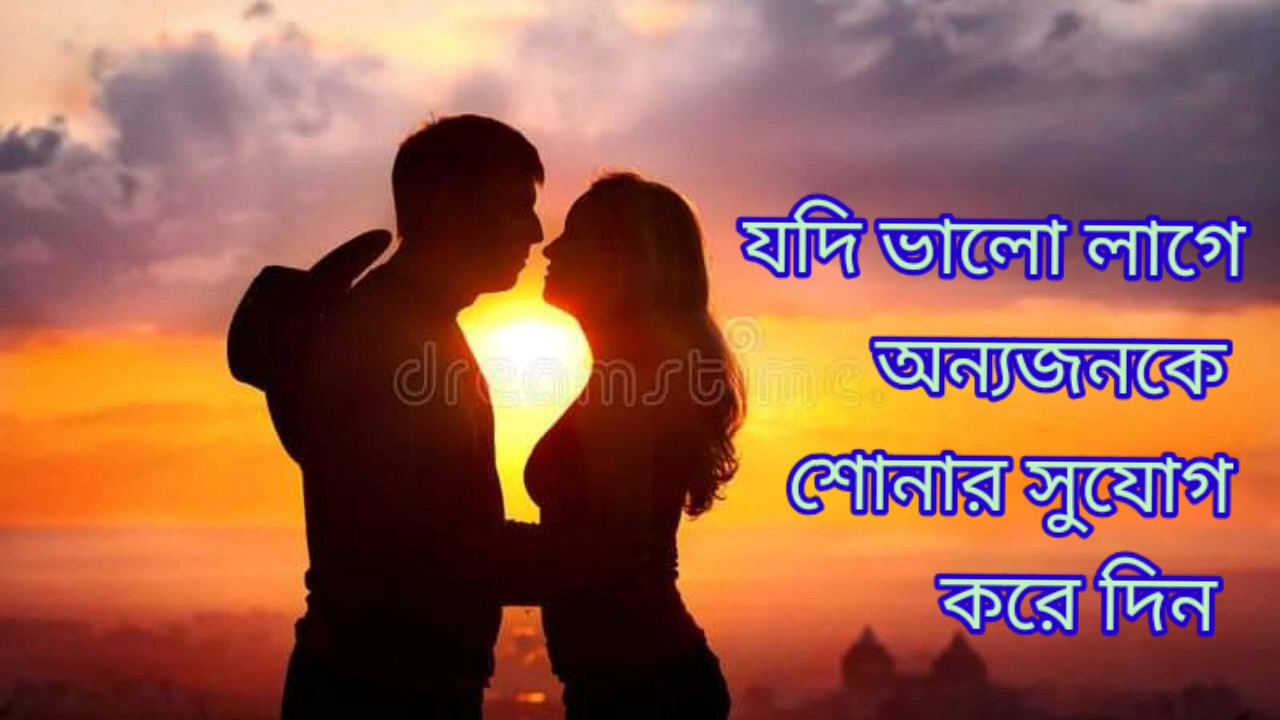 যদি ভালো লাগে
অন্যজনকে
dreamstime
শোনার সুযোগ
করে দিন